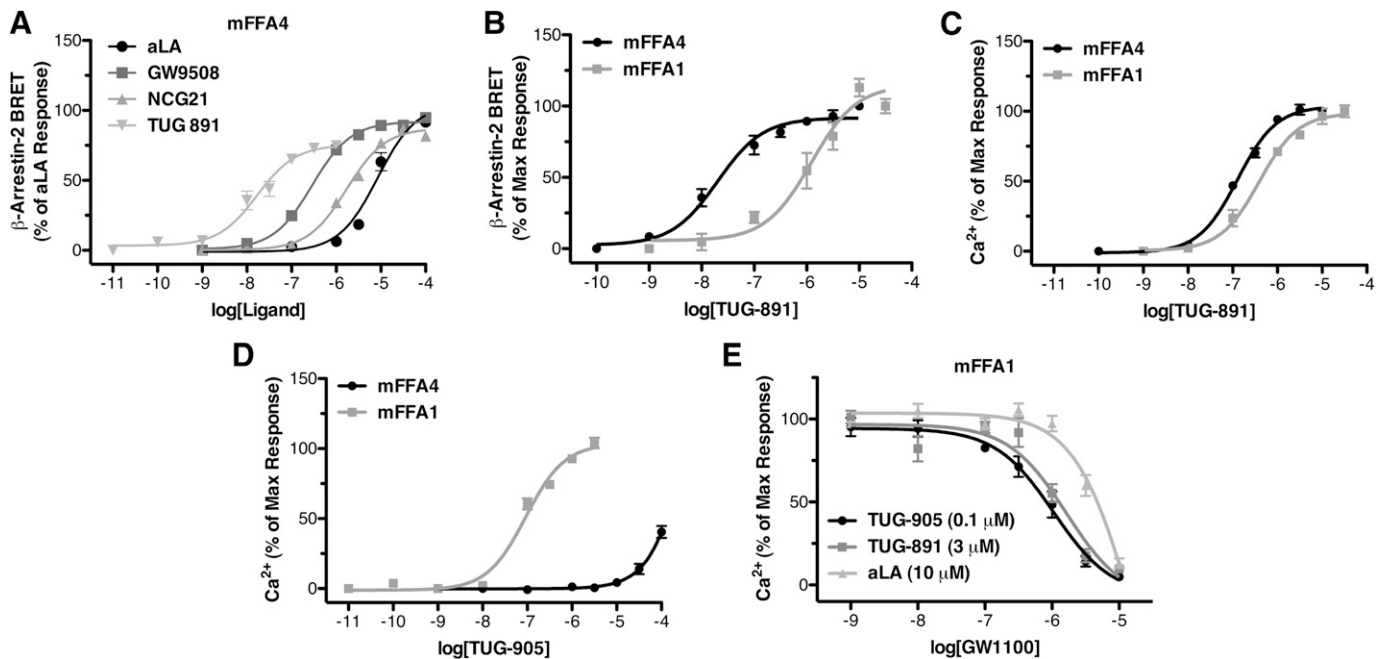 A
mFFA4
β-Arrestin-2 BRET
(% of aLA Response)
150
100
50
0
aLA
GW9508
NCG21
TUG 891
-11 -10 -9 -8 -7 -6 -5 -4
log[Ligand]
B
β-Arrestin-2 BRET
(% of Max Response)
150
100
50
0
mFFA4
mFFA1
-10 -9 -8 -7 -6 -5 -4
log[TUG-891]
C
Ca²⁺ (% of Max Response)
150
100
50
0
mFFA4
mFFA1
-11 -10 -9 -8 -7 -6 -5 -4
log[TUG-891]
D
Ca²⁺ (% of Max Response)
150
100
50
0
mFFA4
mFFA1
-11 -10 -9 -8 -7 -6 -5 -4
log[TUG-905]
E
mFFA1
Ca²⁺ (% of Max Response)
100
50
0
TUG-905 (0.1 μM)
TUG-891 (3 μM)
aLA (10 μM)
-9 -8 -7 -6 -5
log[GW1100]